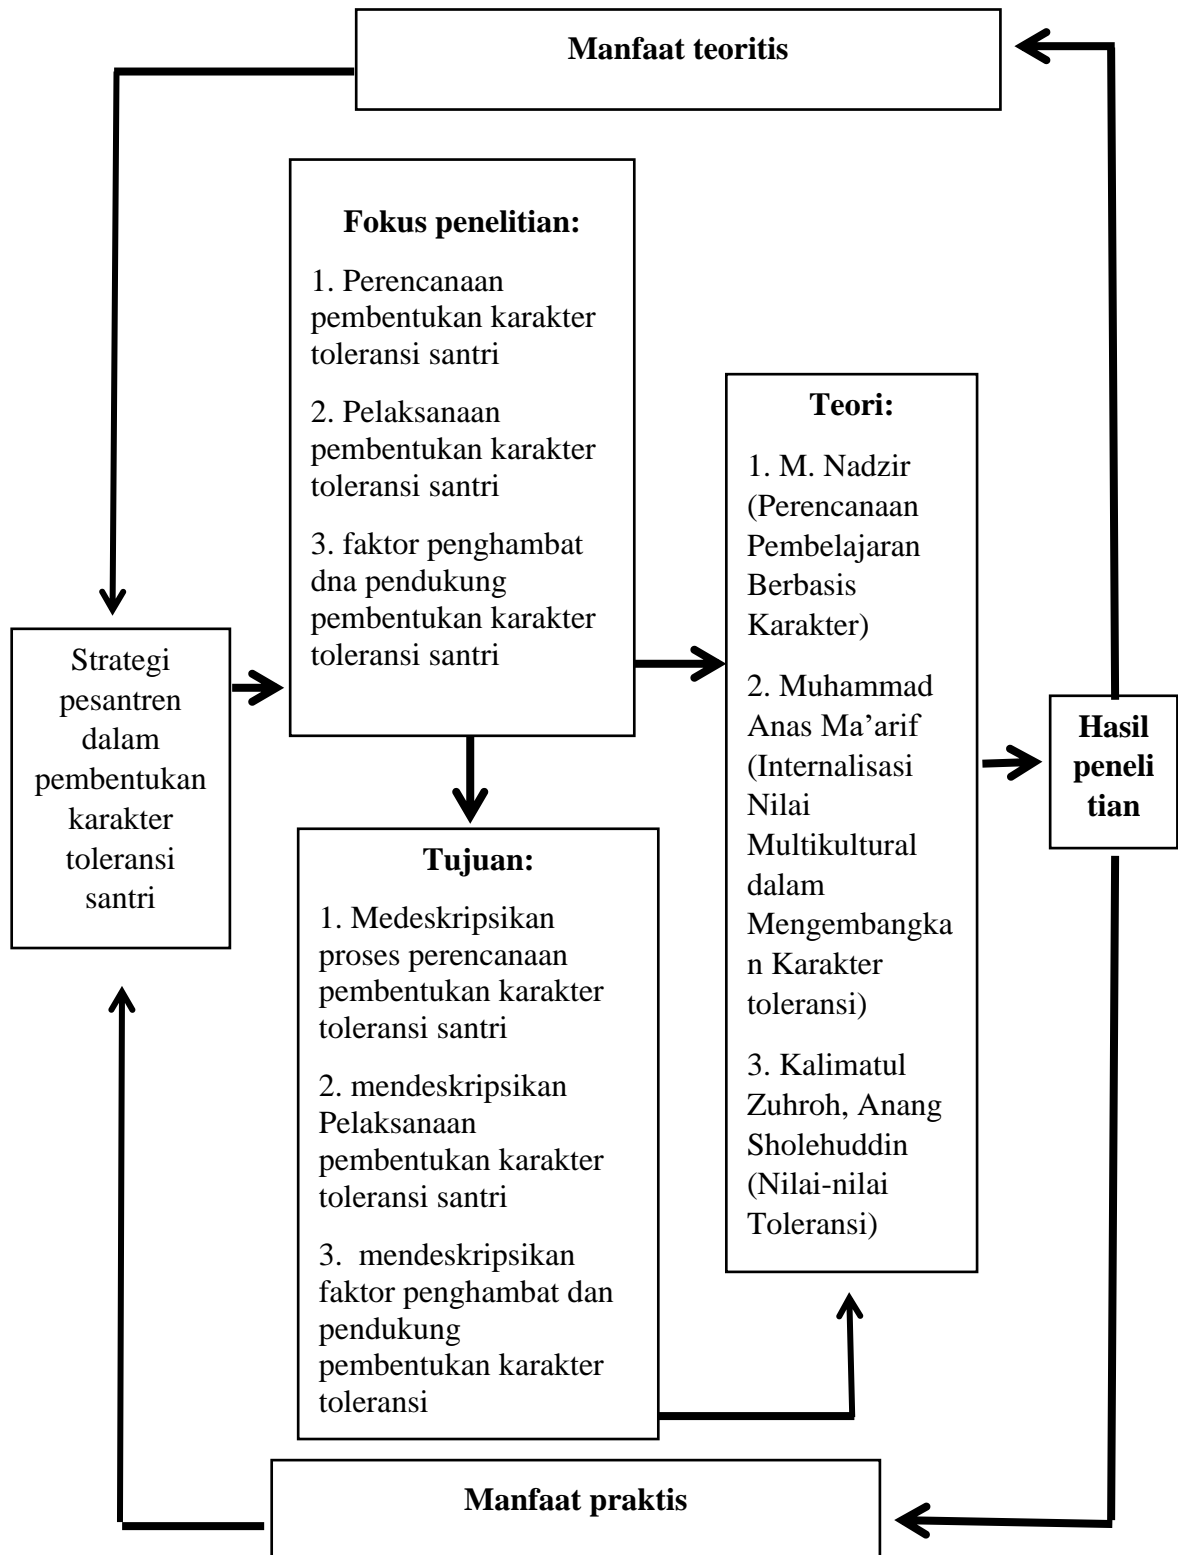 Manfaat teoritis
Fokus penelitian:
1. Perencanaan
pembentukan karakter
toleransi santri
2. Pelaksanaan
pembentukan karakter
toleransi santri
3. faktor penghambat
dna pendukung
pembentukan karakter
toleransi santri
Teori:
1. M. Nadzir
(Perencanaan
Pembelajaran
Berbasis
Karakter)
2. Muhammad
Anas Ma’arif
(Internalisasi
Nilai
Multikultural
dalam
Mengembangka
n Karakter
toleransi)
3. Kalimatul
Zuhroh, Anang
Sholehuddin
(Nilai-nilai
Toleransi)
Strategi
pesantren
dalam
pembentukan
karakter
toleransi
santri
Hasil
peneli
tian
Tujuan:
1. Medeskripsikan
proses perencanaan
pembentukan karakter
toleransi santri
2. mendeskripsikan
Pelaksanaan
pembentukan karakter
toleransi santri
3.  mendeskripsikan
faktor penghambat dan
pendukung
pembentukan karakter
toleransi
Manfaat praktis